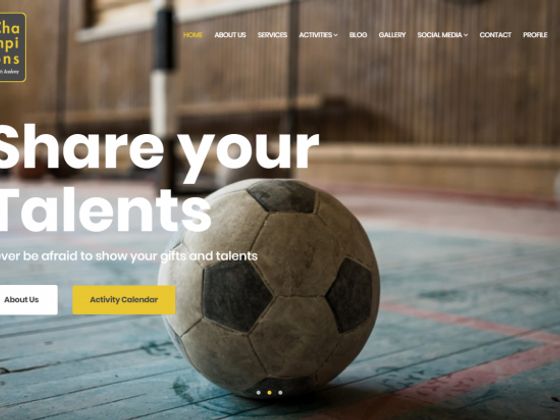 Cha
mpi
ons
HOME ABOUT US SERVICES ACTIVITIES BLOG GALLERY SOCIAL MEDIA CONTACT PROFILE
Share your
Talents
ver be afraid to show your gifts and talents
About Us Activity Calendar